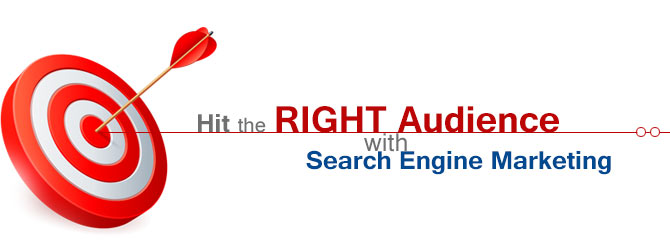 Hit the RIGHT Audience
with
Search Engine Marketing